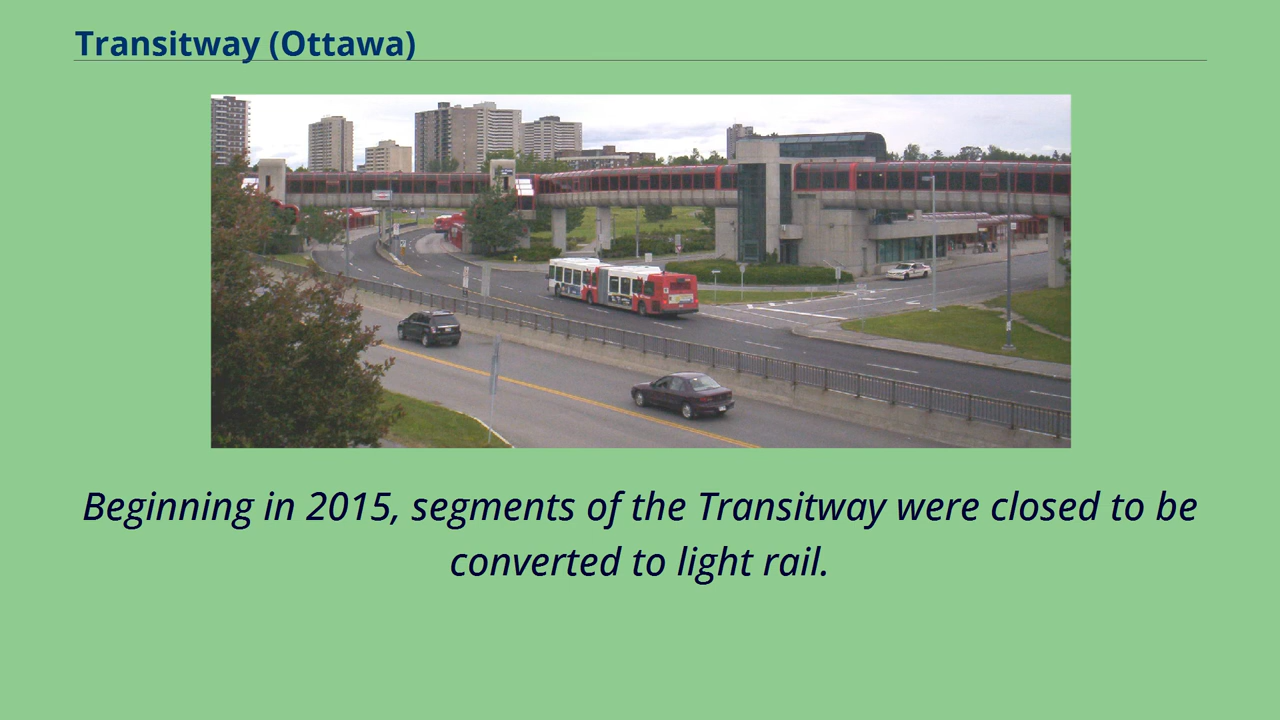 Transitway (Ottawa)
Beginning in 2015, segments of the Transitway were closed to be
converted to light rail.